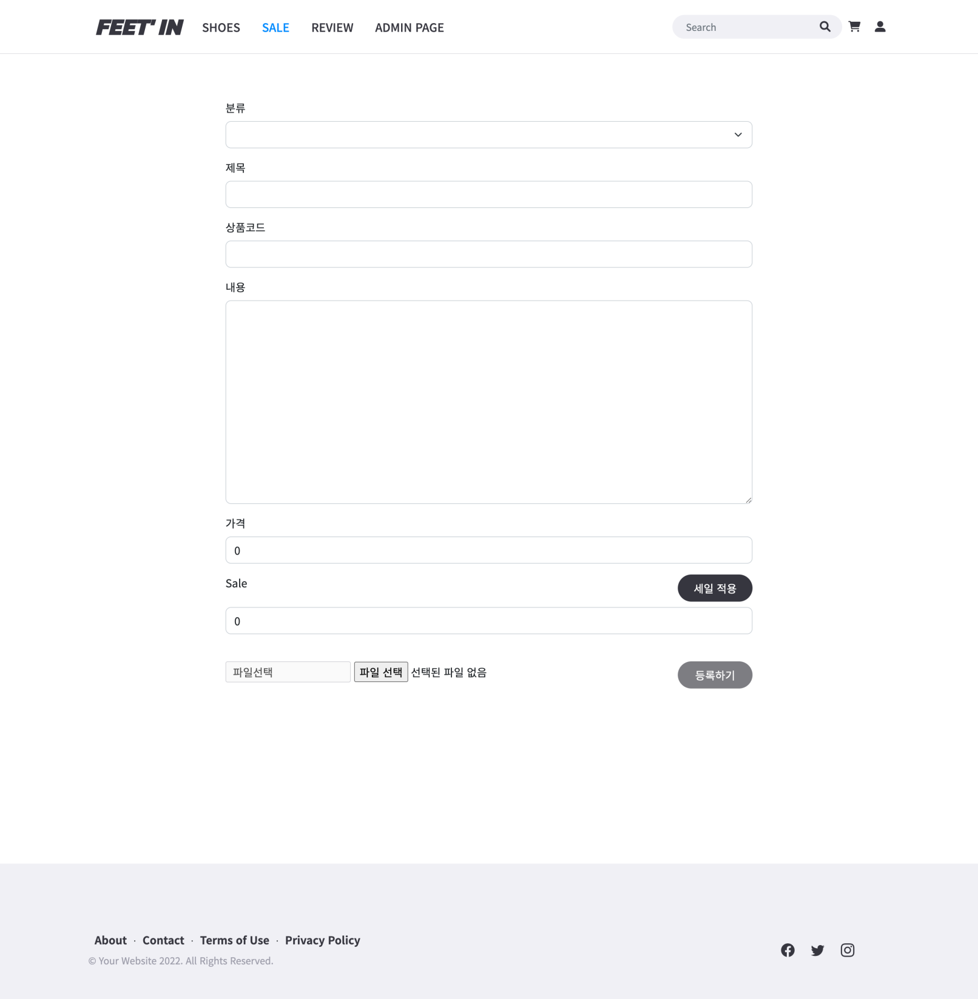 FEET' IN SHOES SALE REVIEW ADMIN PAGE Search
분류
제목
상품코드
내용
가격
0
Sale 세일 적용
0
파일선택 파일 선택 선택된 파일 없음 등록하기
About · Contact · Terms of Use · Privacy Policy
© Your Website 2022. All Rights Reserved.